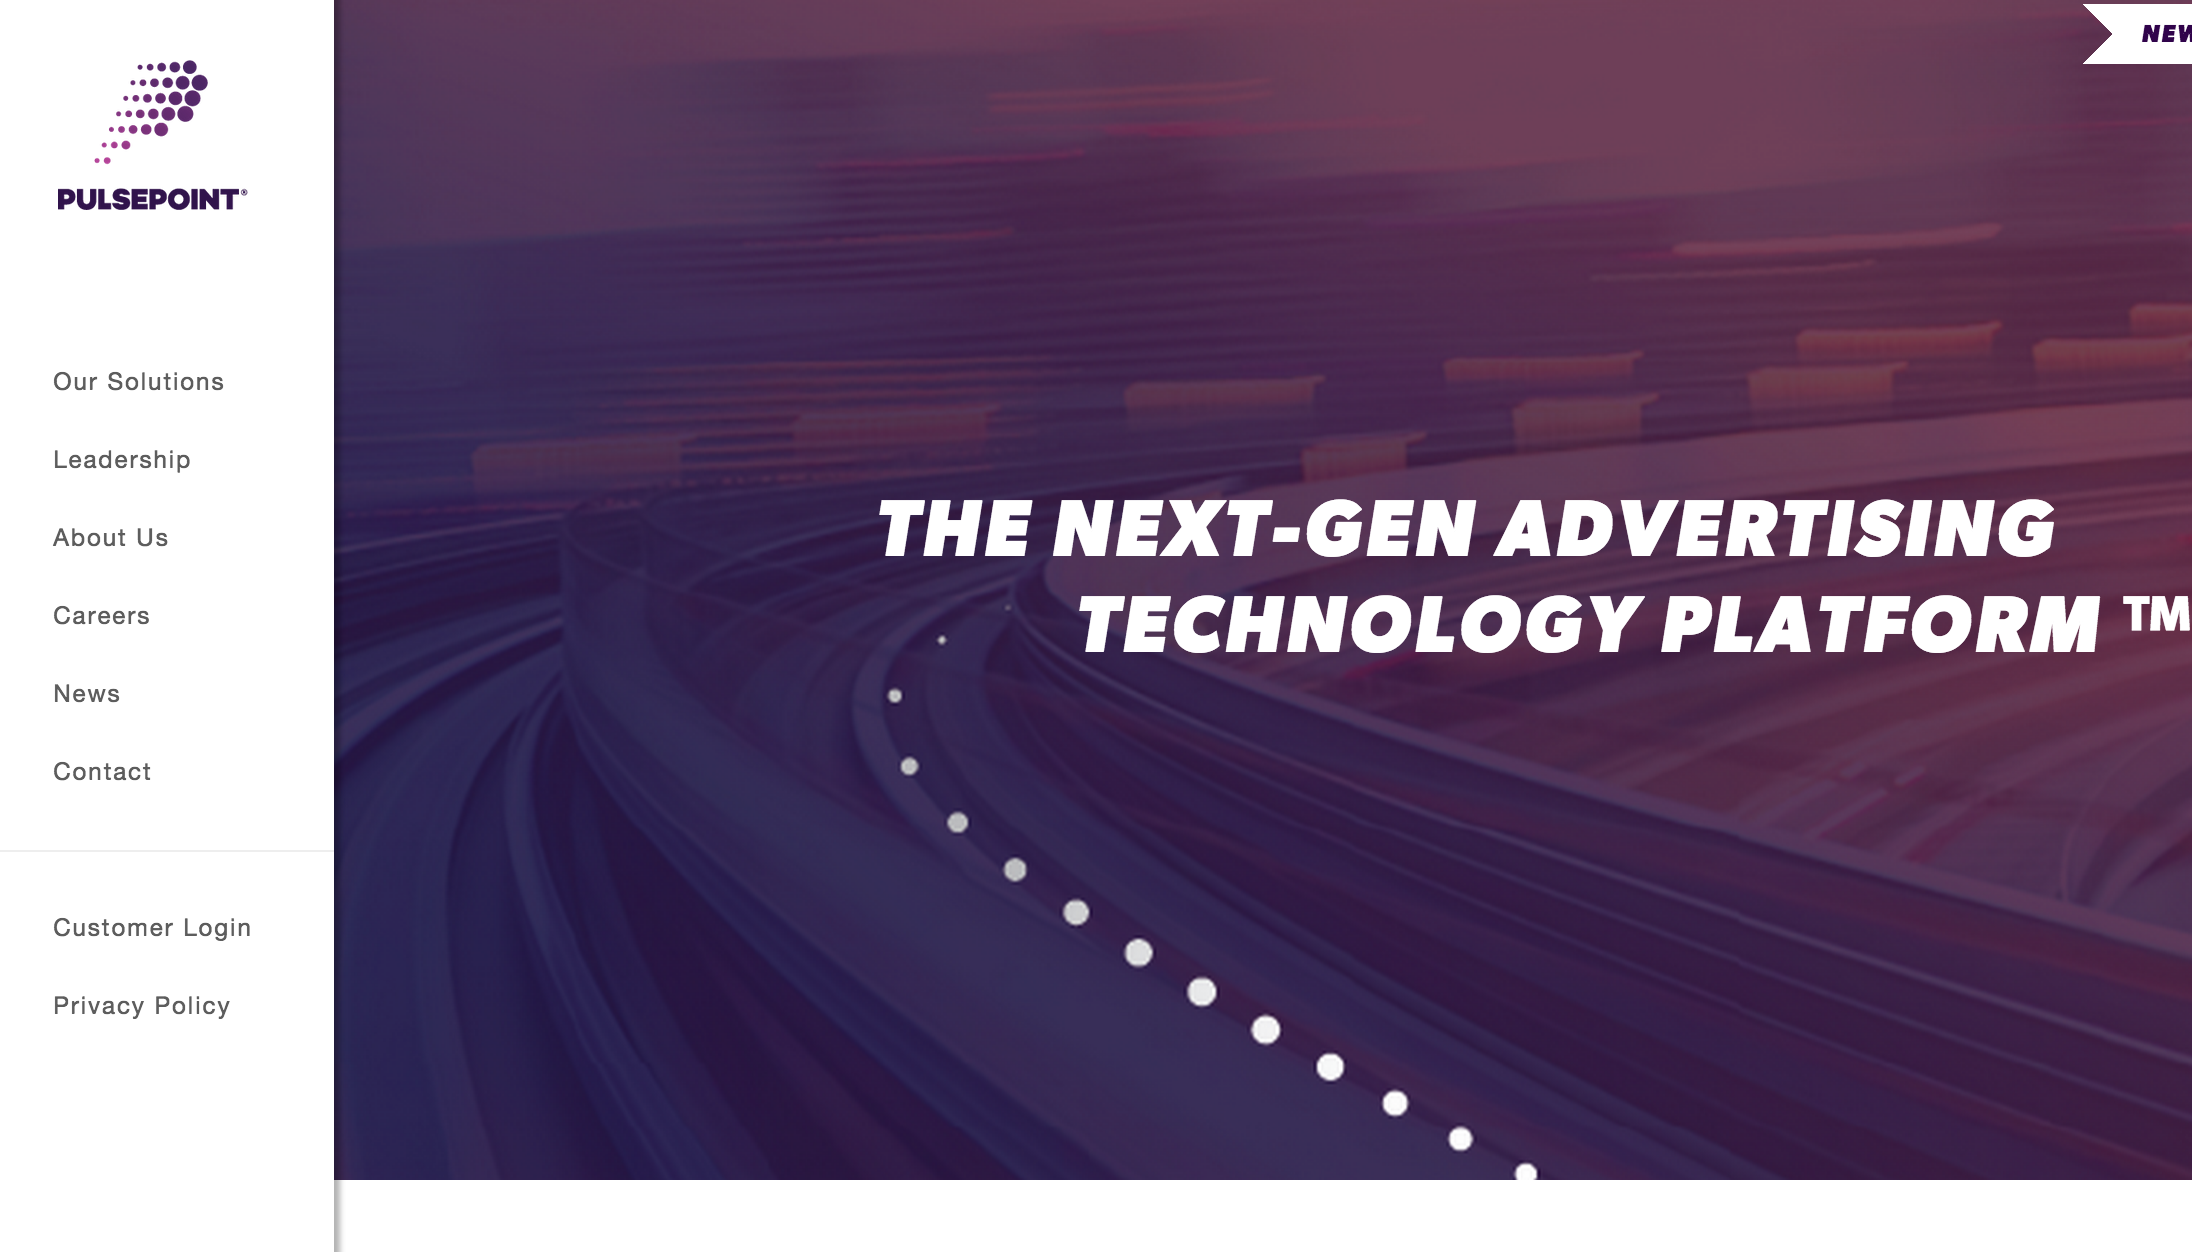 PULSEPOINT®
Our Solutions
Leadership
About Us
Careers
News
Contact
Customer Login
Privacy Policy
THE NEXT-GEN ADVERTISING
TECHNOLOGY PLATFORM ™